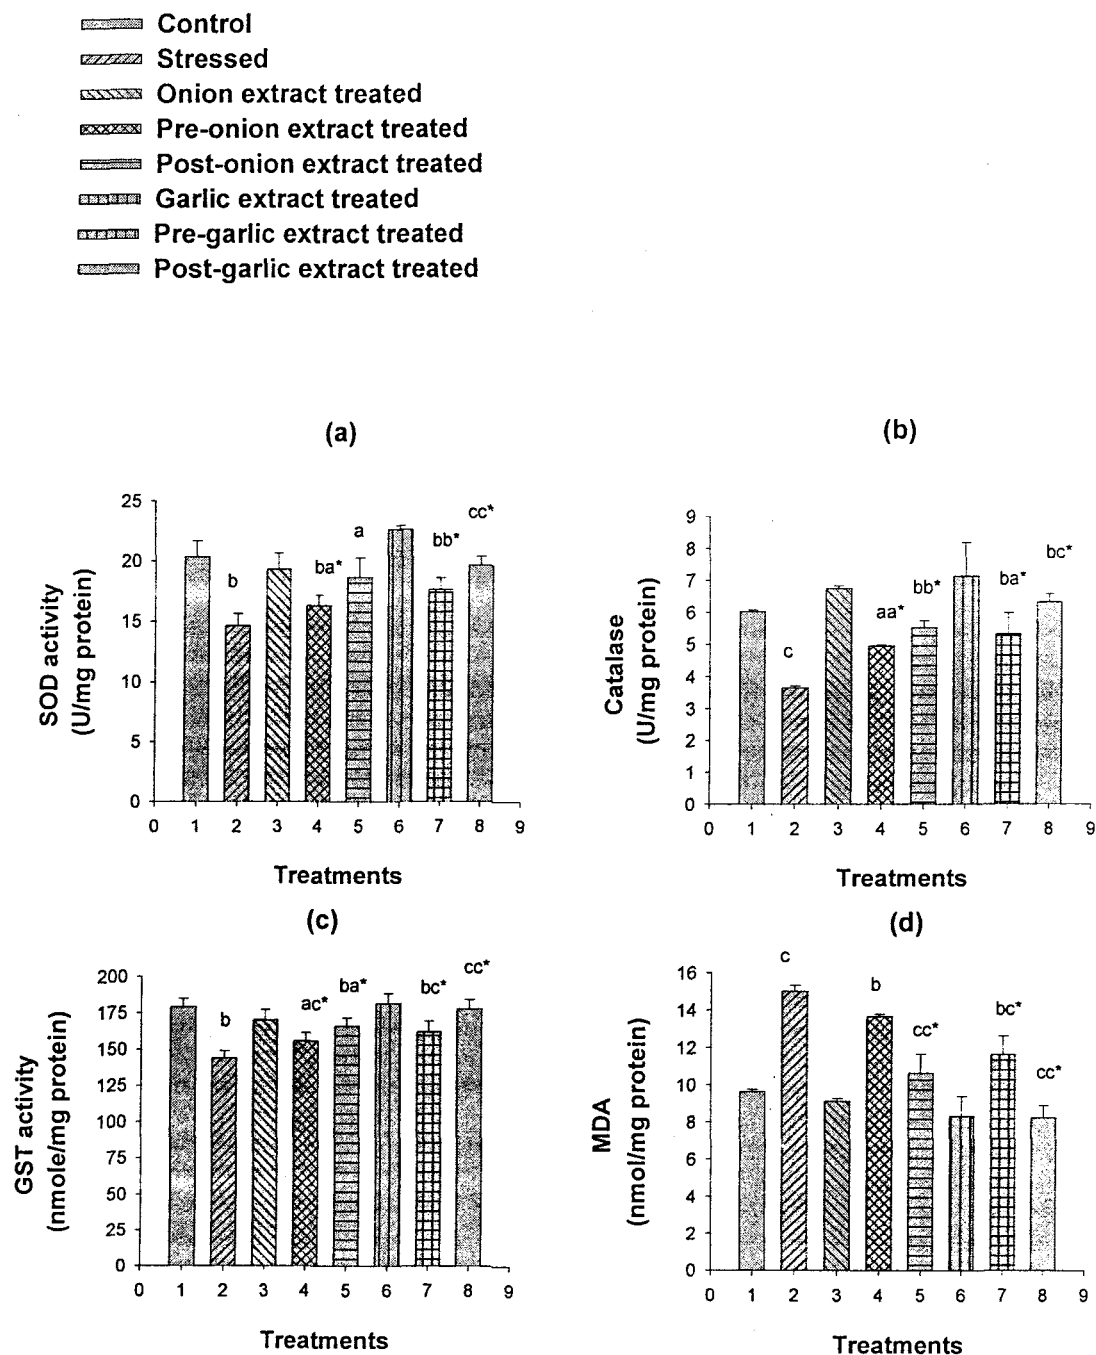 Control
Stressed
Onion extract treated
Pre-onion extract treated
Post-onion extract treated
Garlic extract treated
Pre-garlic extract treated
Post-garlic extract treated
(a)
SOD activity
(U/mg protein)
25
20
15
10
5
0
b
ba*
a
bb*
cc*
0 1 2 3 4 5 6 7 8 9
Treatments
(b)
Catalase
(U/mg protein)
9
8
7
6
5
4
3
2
1
0
c
aa*
bb*
ba*
bc*
0 1 2 3 4 5 6 7 8 9
Treatments
(c)
GST activity
(nmole/mg protein)
200
175
150
125
100
75
50
25
0
b
ac*
ba*
bc*
cc*
0 1 2 3 4 5 6 7 8 9
Treatments
(d)
MDA
(nmol/mg protein)
16
14
12
10
8
6
4
2
0
c
b
cc*
bc*
cc*
0 1 2 3 4 5 6 7 8 9
Treatments